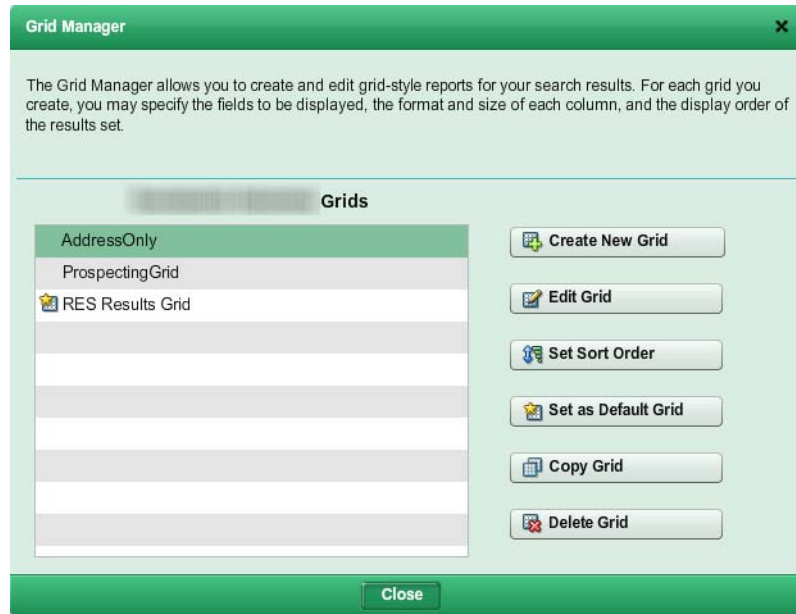 Grid Manager
The Grid Manager allows you to create and edit grid-style reports for your search results. For each grid you
create, you may specify the fields to be displayed, the format and size of each column, and the display order of
the results set.
Grids
AddressOnly
ProspectingGrid
RES Results Grid
Create New Grid
Edit Grid
Set Sort Order
Set as Default Grid
Copy Grid
Delete Grid
Close